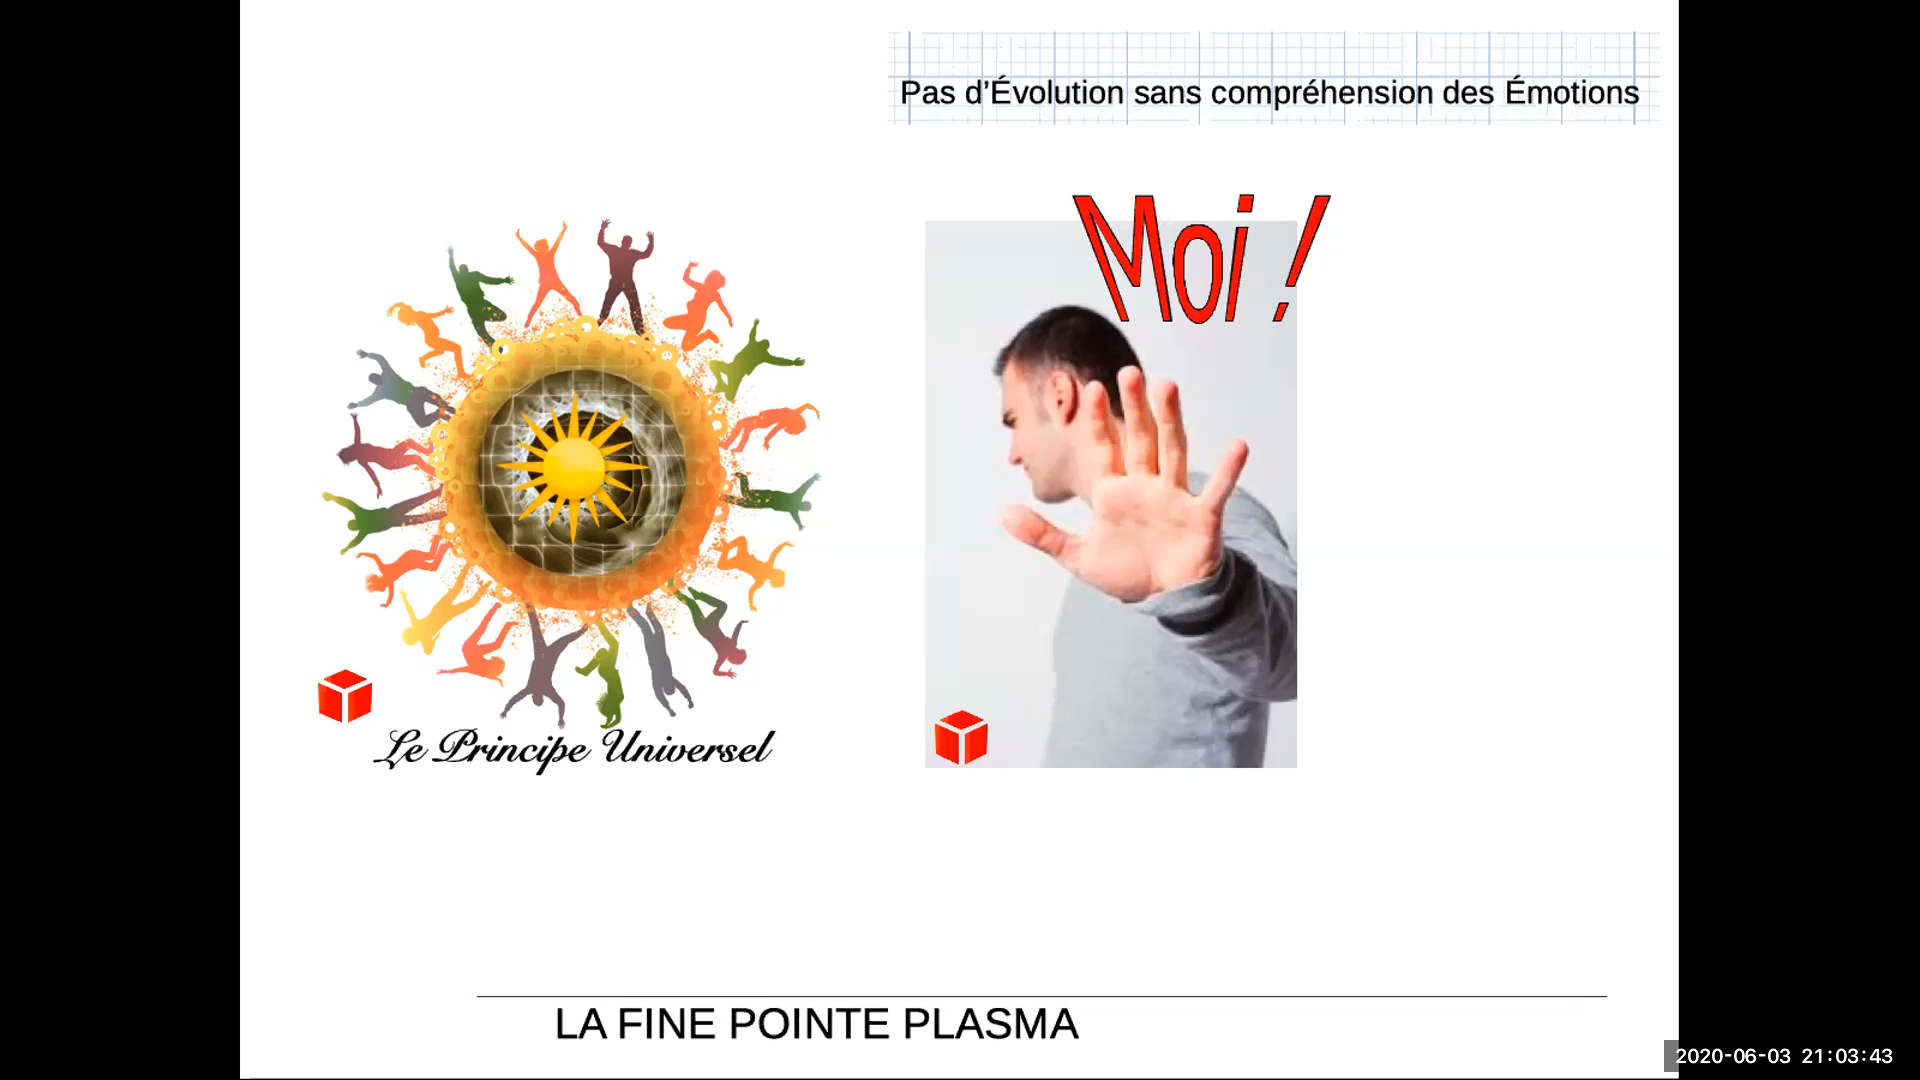 Pas d’Évolution sans compréhension des Émotions
Moi !
Le Principe Universel
LA FINE POINTE PLASMA
2020-06-03 21:03:43